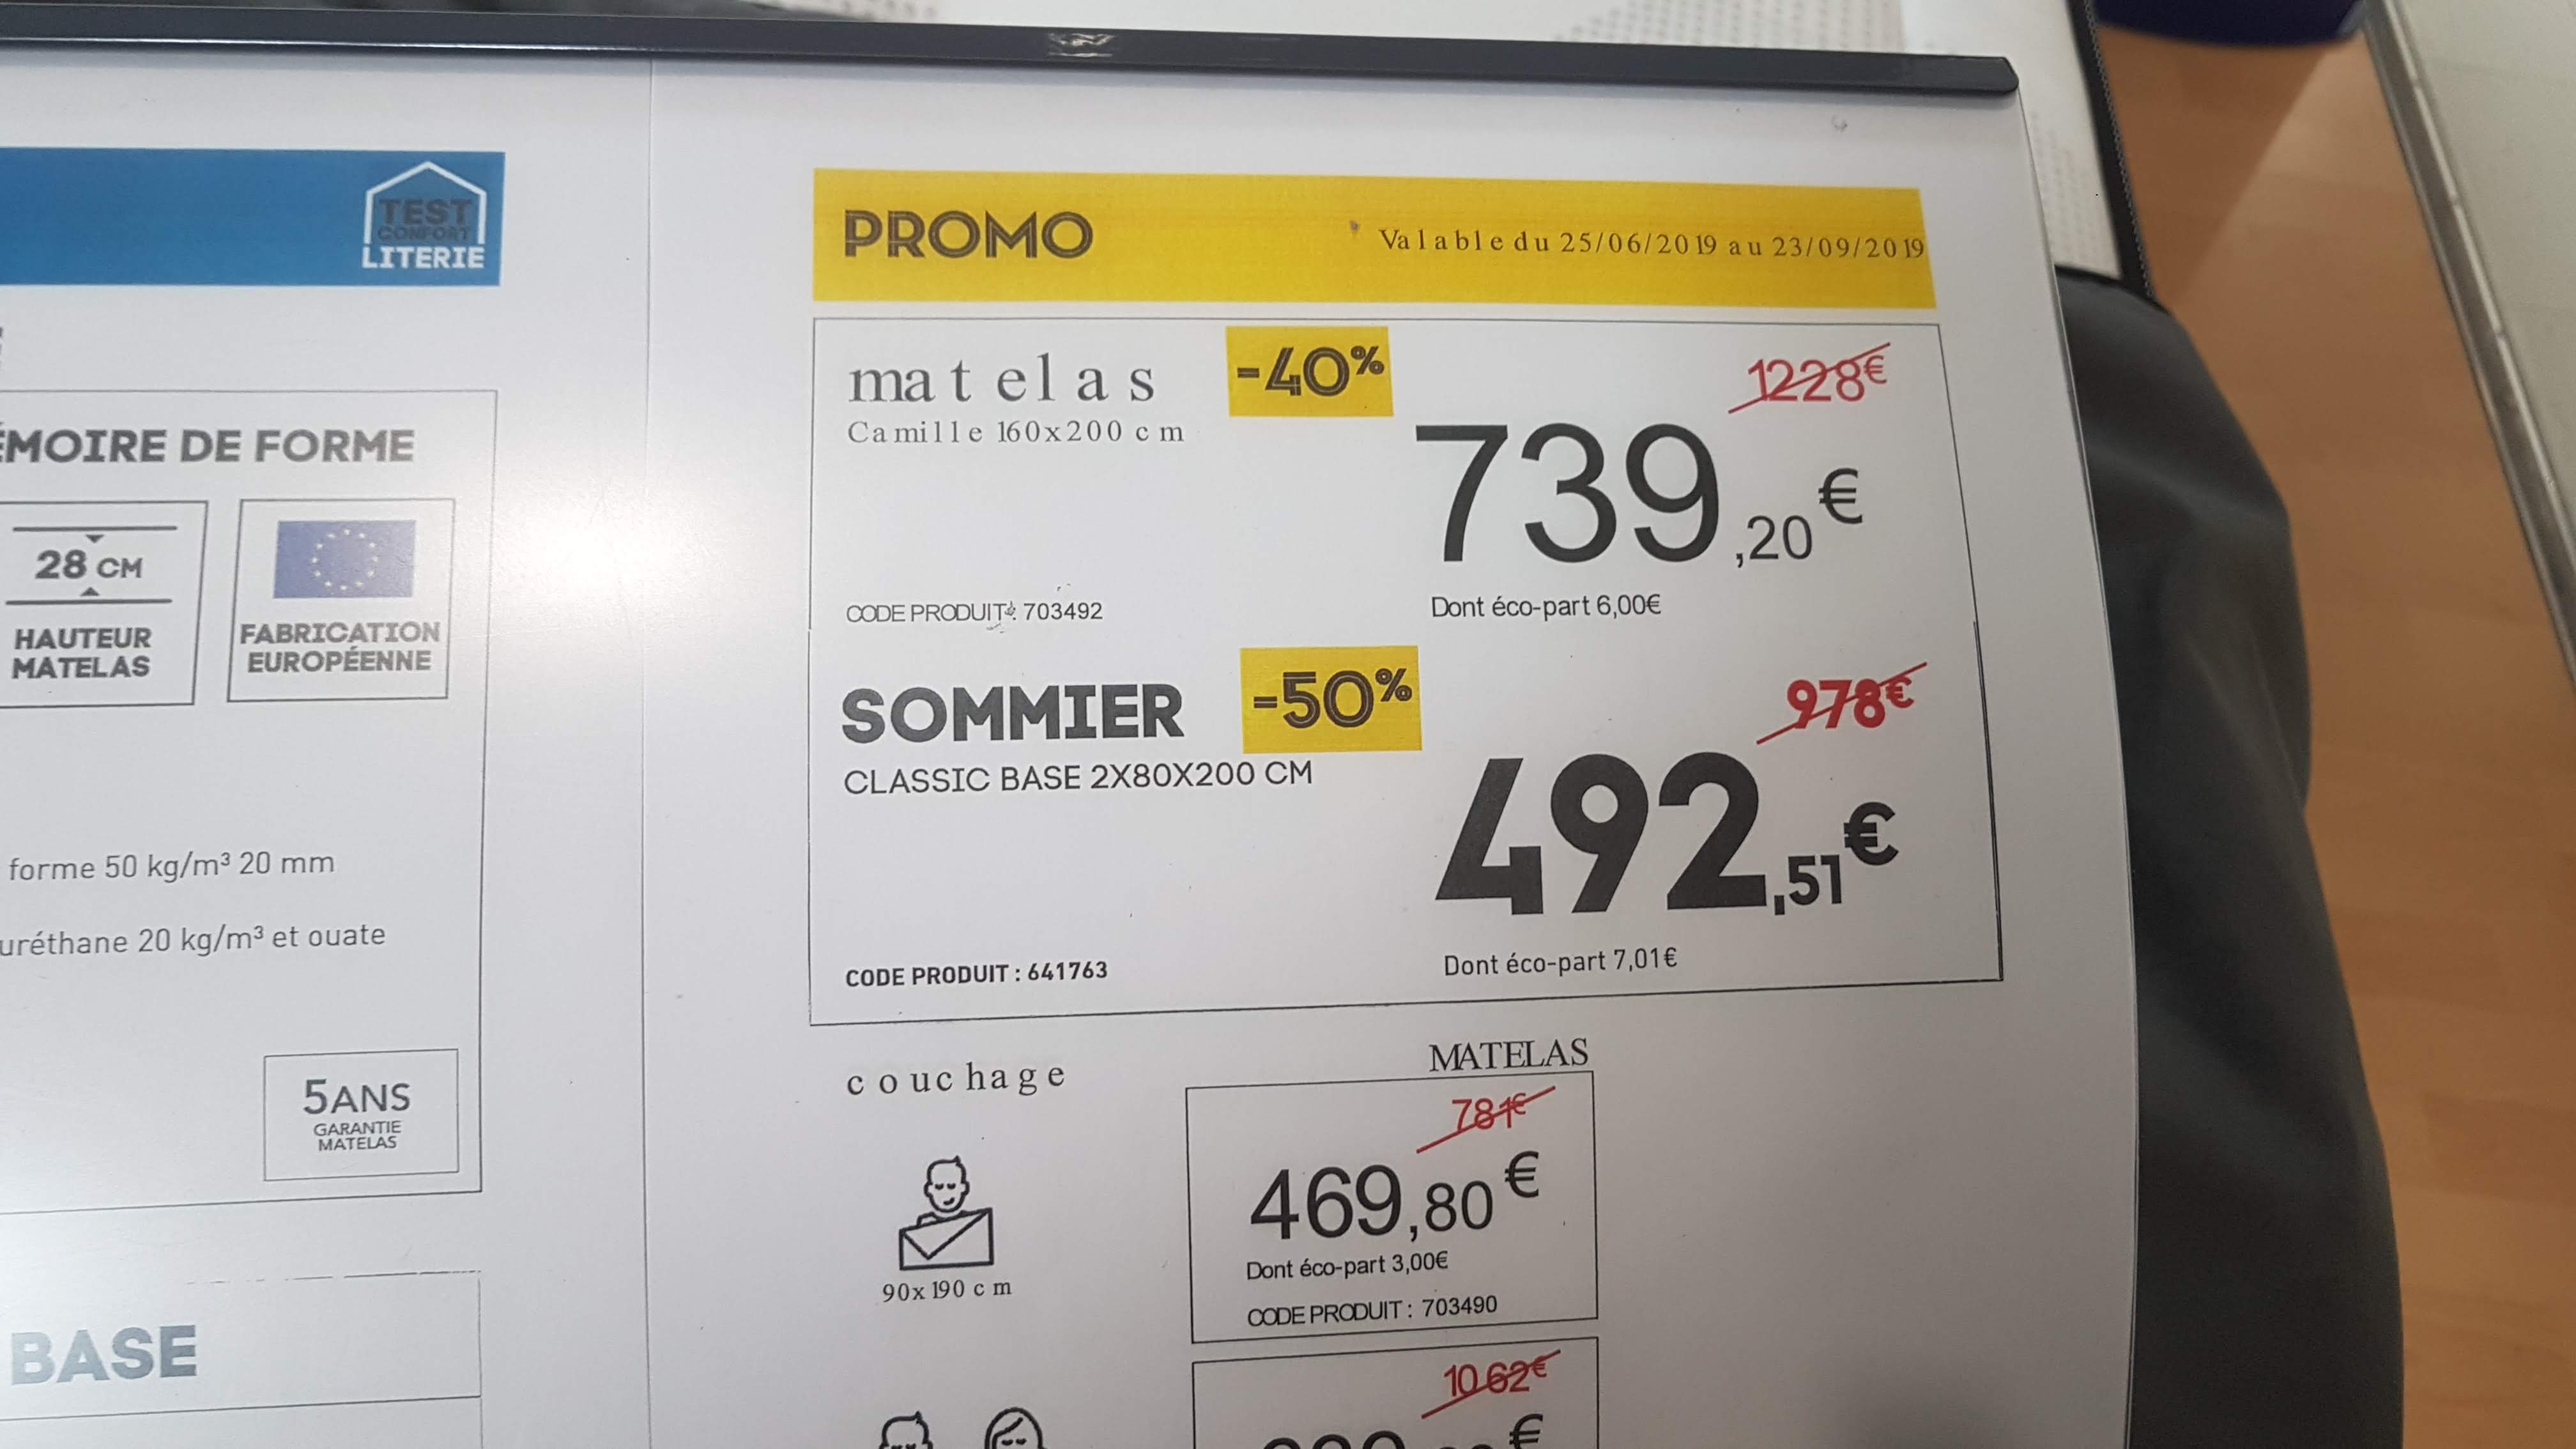 TEST
CONFORT
LITERIE
MOIRE DE FORME
28 CM
HAUTEUR
MATELAS
FABRICATION
EUROPÉENNE
forme 50 kg/m³ 20 mm
uréthane 20 kg/m³ et ouate
5 ANS
GARANTIE
MATELAS
BASE
PROMO
Valable du 25/06/2019 au 23/09/2019
matelas -40% 1228€
Camille 160x200 cm
739,20€
CODE PRODUIT : 703492
Dont éco-part 6,00€
SOMMIER -50% 978€
CLASSIC BASE 2X80X200 CM
492,51€
CODE PRODUIT : 641763
Dont éco-part 7,01€
couchage
MATELAS
781€
469,80€
Dont éco-part 3,00€
90x190 cm
CODE PRODUIT : 703490
1062€
€